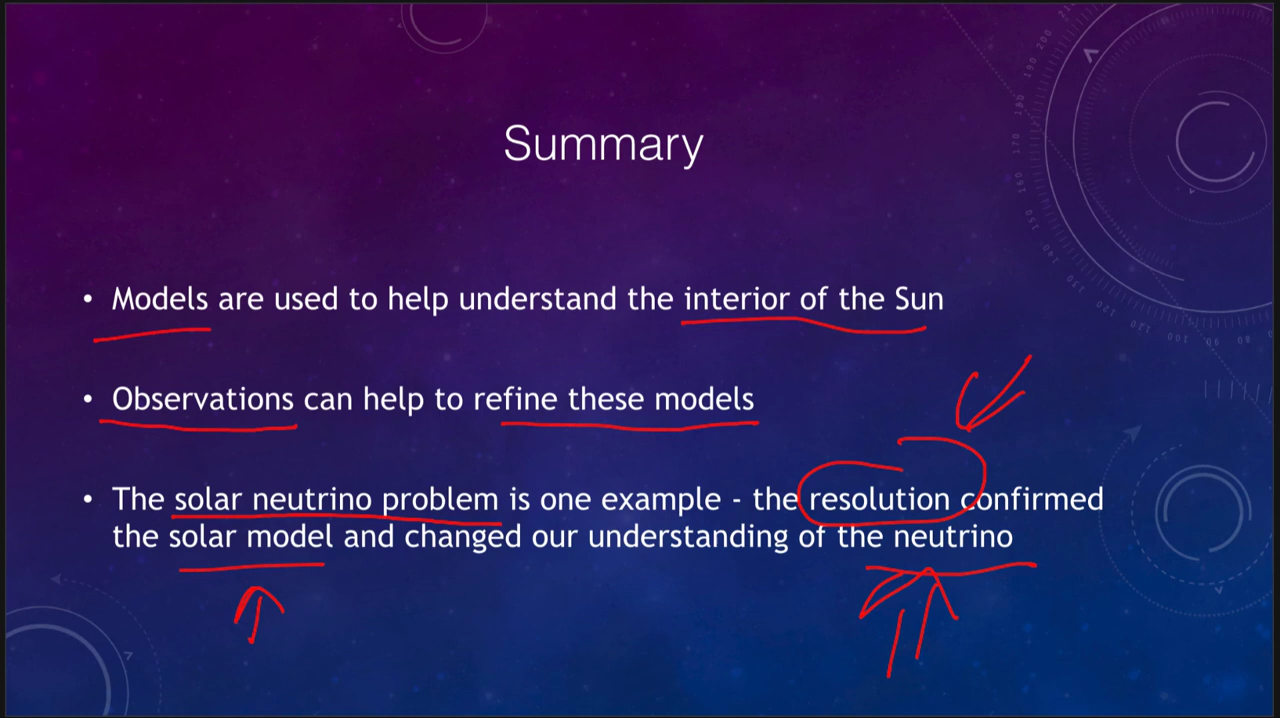 Summary
• Models are used to help understand the interior of the Sun
• Observations can help to refine these models
• The solar neutrino problem is one example - the resolution confirmed
the solar model and changed our understanding of the neutrino